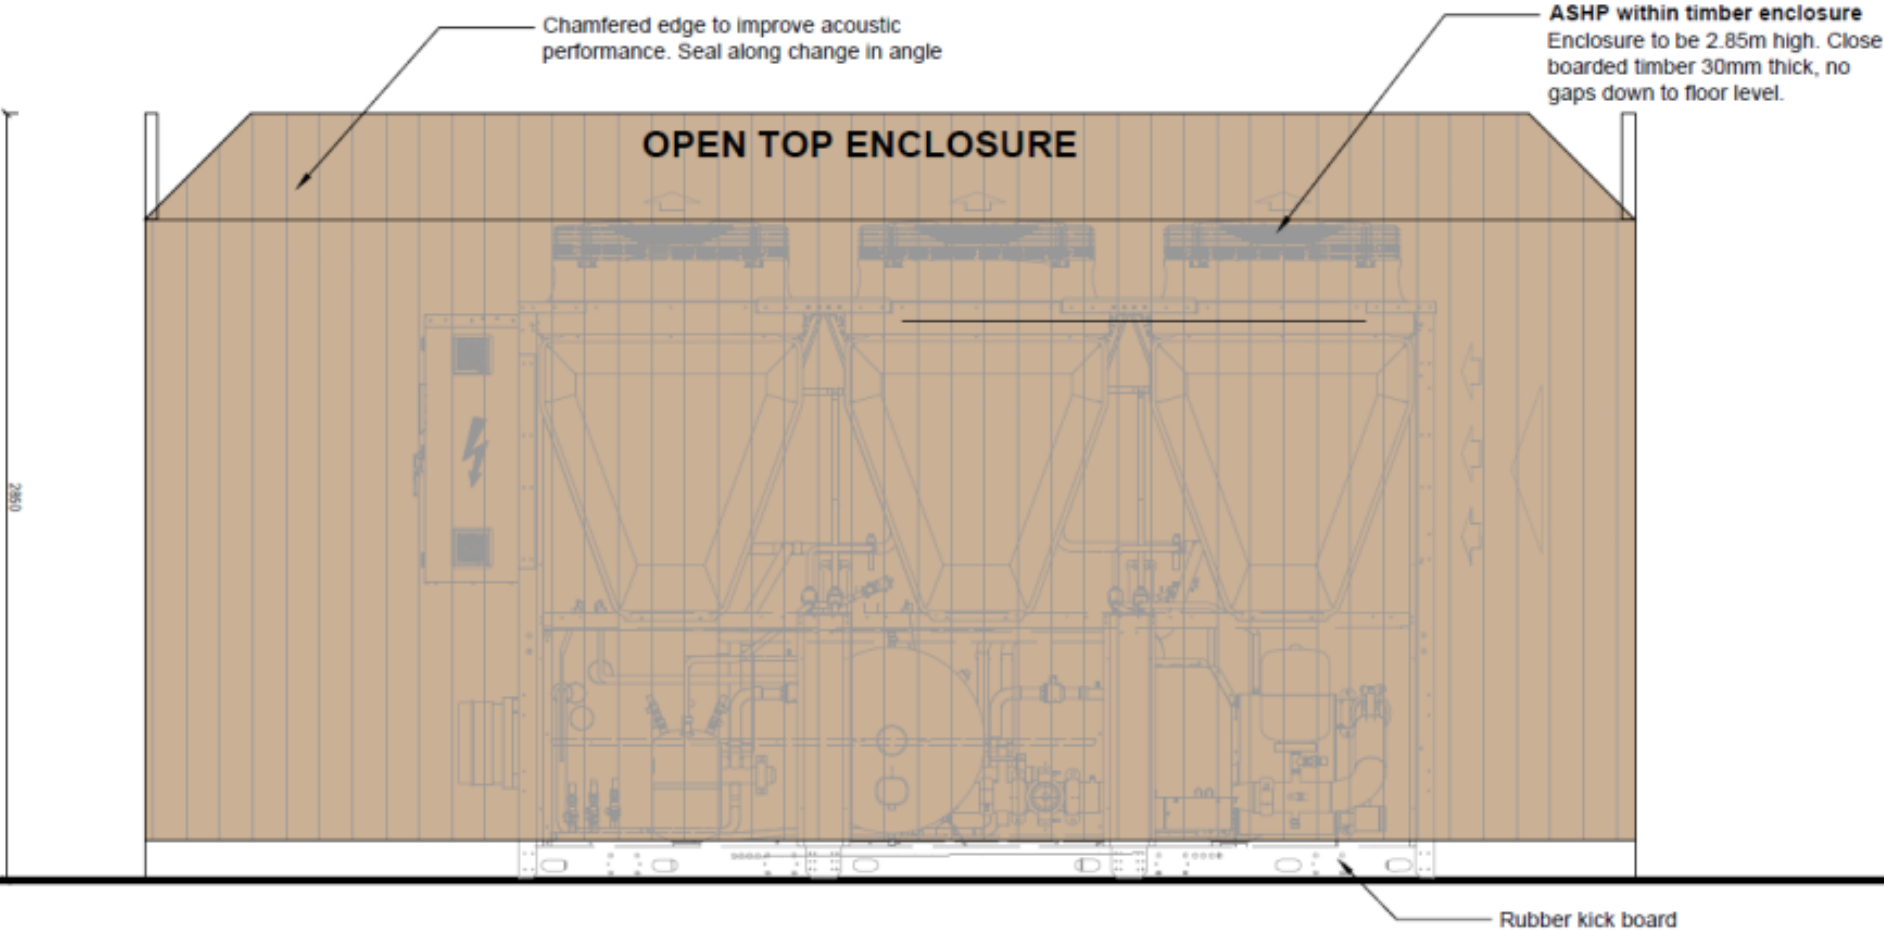 Chamfered edge to improve acoustic
performance. Seal along change in angle
ASHP within timber enclosure
Enclosure to be 2.85m high. Close
boarded timber 30mm thick, no
gaps down to floor level.
OPEN TOP ENCLOSURE
2850
Rubber kick board